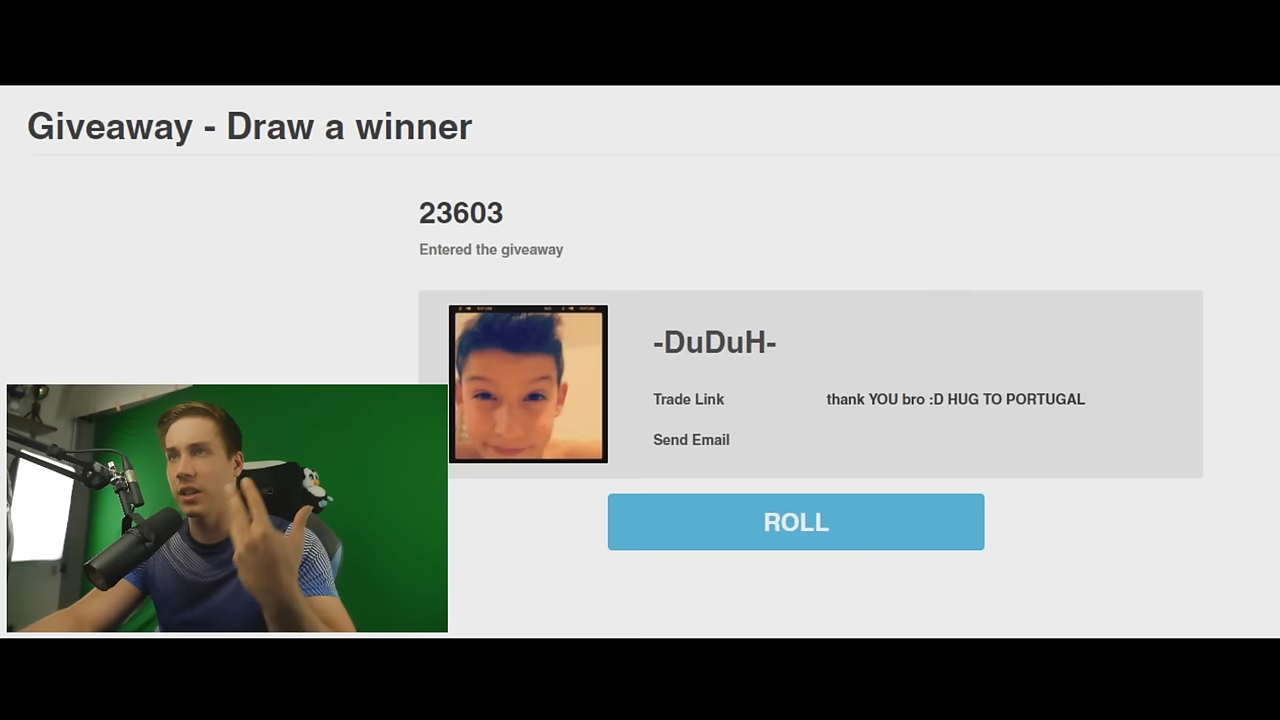 Giveaway - Draw a winner
23603
Entered the giveaway
-DuDuH-
Trade Link thank YOU bro :D HUG TO PORTUGAL
Send Email
ROLL